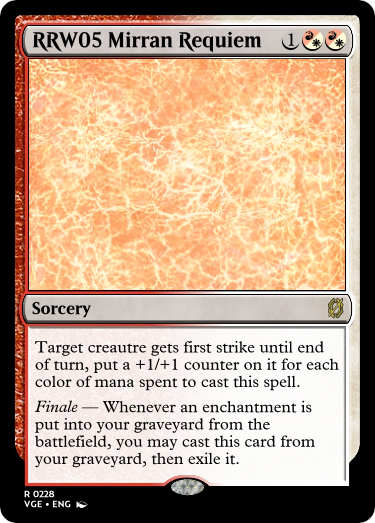 RRW05 Mirran Requiem 1
Sorcery
Target creautre gets first strike until end
of turn, put a +1/+1 counter on it for each
color of mana spent to cast this spell.
Finale — Whenever an enchantment is
put into your graveyard from the
battlefield, you may cast this card from
your graveyard, then exile it.
R 0228
VGE • ENG